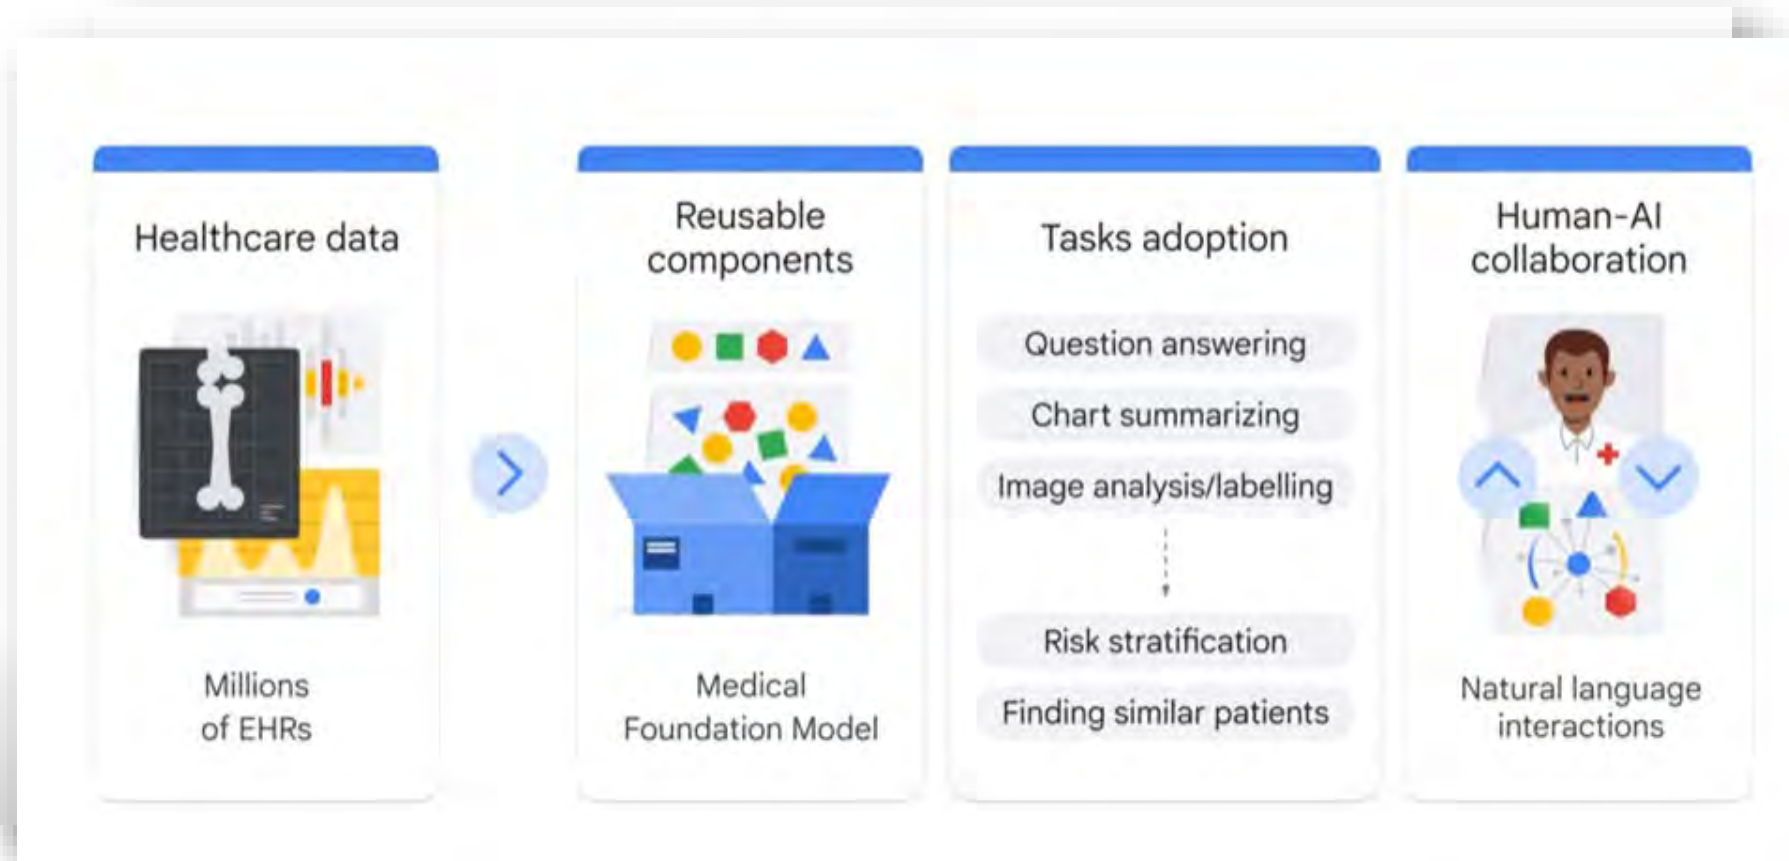 Healthcare data
Millions
of EHRs
Reusable
components
Medical
Foundation Model
Tasks adoption
Question answering
Chart summarizing
Image analysis/labelling
Risk stratification
Finding similar patients
Human-AI
collaboration
Natural language
interactions